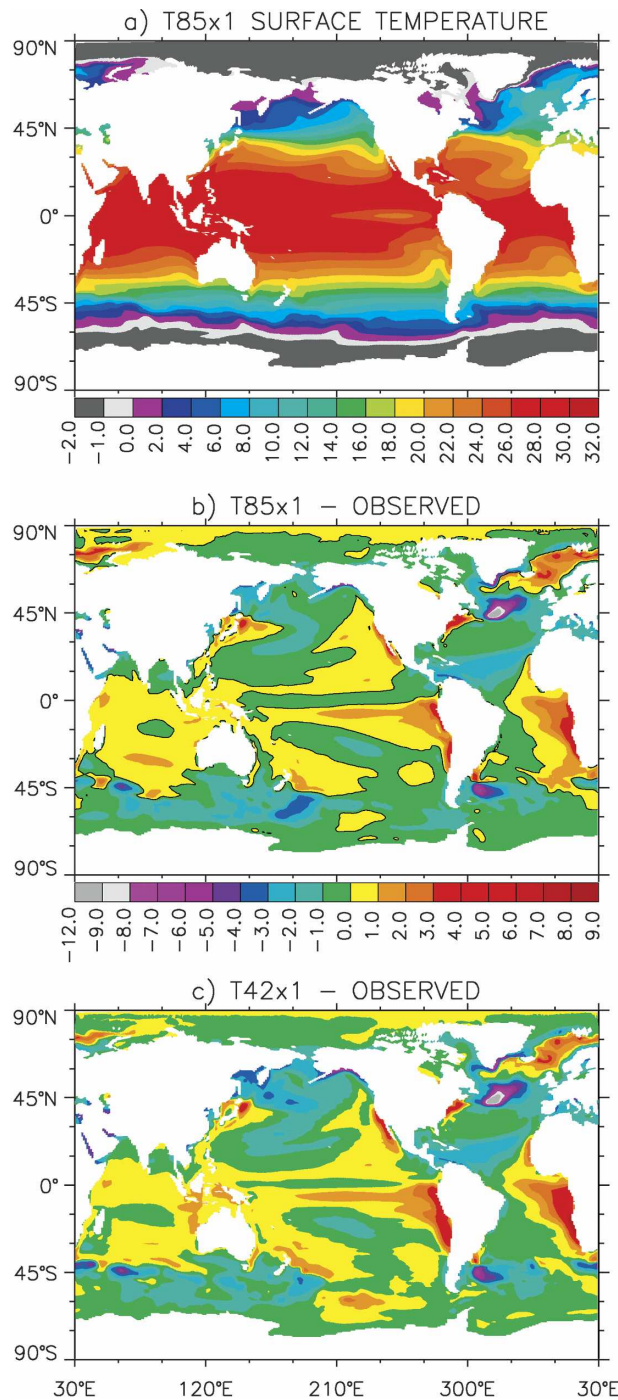 a) T85x1 SURFACE TEMPERATURE
90°N
45°N
0°
45°S
90°S
-2.0 -1.0 0.0 2.0 4.0 6.0 8.0 10.0 12.0 14.0 16.0 18.0 20.0 22.0 24.0 26.0 28.0 30.0 32.0
b) T85x1 – OBSERVED
90°N
45°N
0°
45°S
90°S
-12.0 -9.0 -8.0 -7.0 -6.0 -5.0 -4.0 -3.0 -2.0 -1.0 0.0 1.0 2.0 3.0 4.0 5.0 6.0 7.0 8.0 9.0
c) T42x1 – OBSERVED
90°N
45°N
0°
45°S
90°S
30°E 120°E 210°E 300°E 30°E